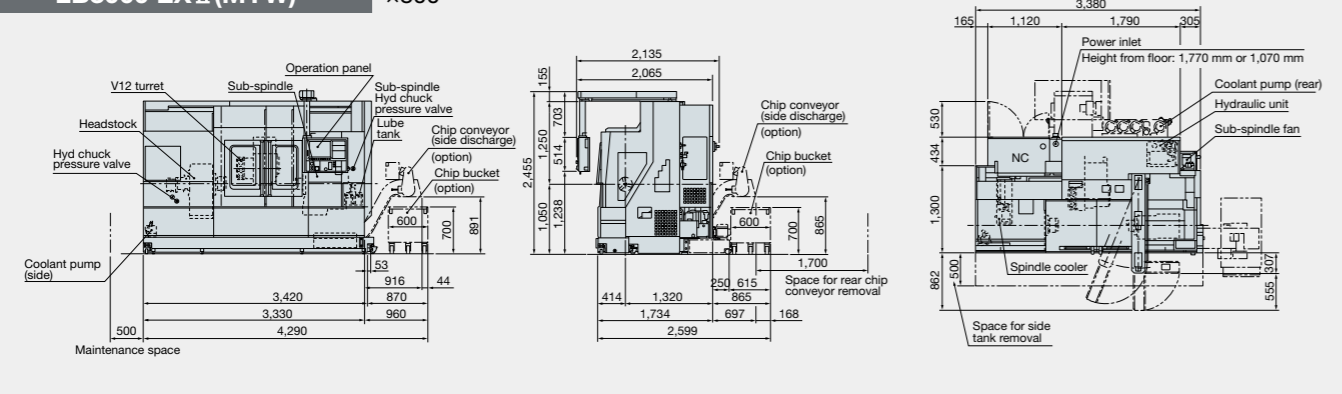 ×500
Operation panel
V12 turret
Sub-spindle
Sub-spindle
Hyd chuck
pressure valve
Headstock
Lube
tank
Hyd chuck
pressure valve
Chip conveyor
(side discharge)
(option)
Chip bucket
(option)
600
700
891
Coolant pump
(side)
53
916
44
3,420
870
3,330
960
500
4,290
Maintenance space
2,135
2,065
155
703
1,250
514
2,455
1,050
1,238
Chip conveyor
(side discharge)
(option)
Chip bucket
(option)
600
700
865
1,700
Space for rear chip
conveyor removal
250
615
414
1,320
865
1,734
697
168
2,599
3,380
165
1,120
1,790
305
Power inlet
Height from floor: 1,770 mm or 1,070 mm
Coolant pump (rear)
Hydraulic unit
Sub-spindle fan
530
434
NC
1,300
Spindle cooler
862
500
307
555
Space for side
tank removal